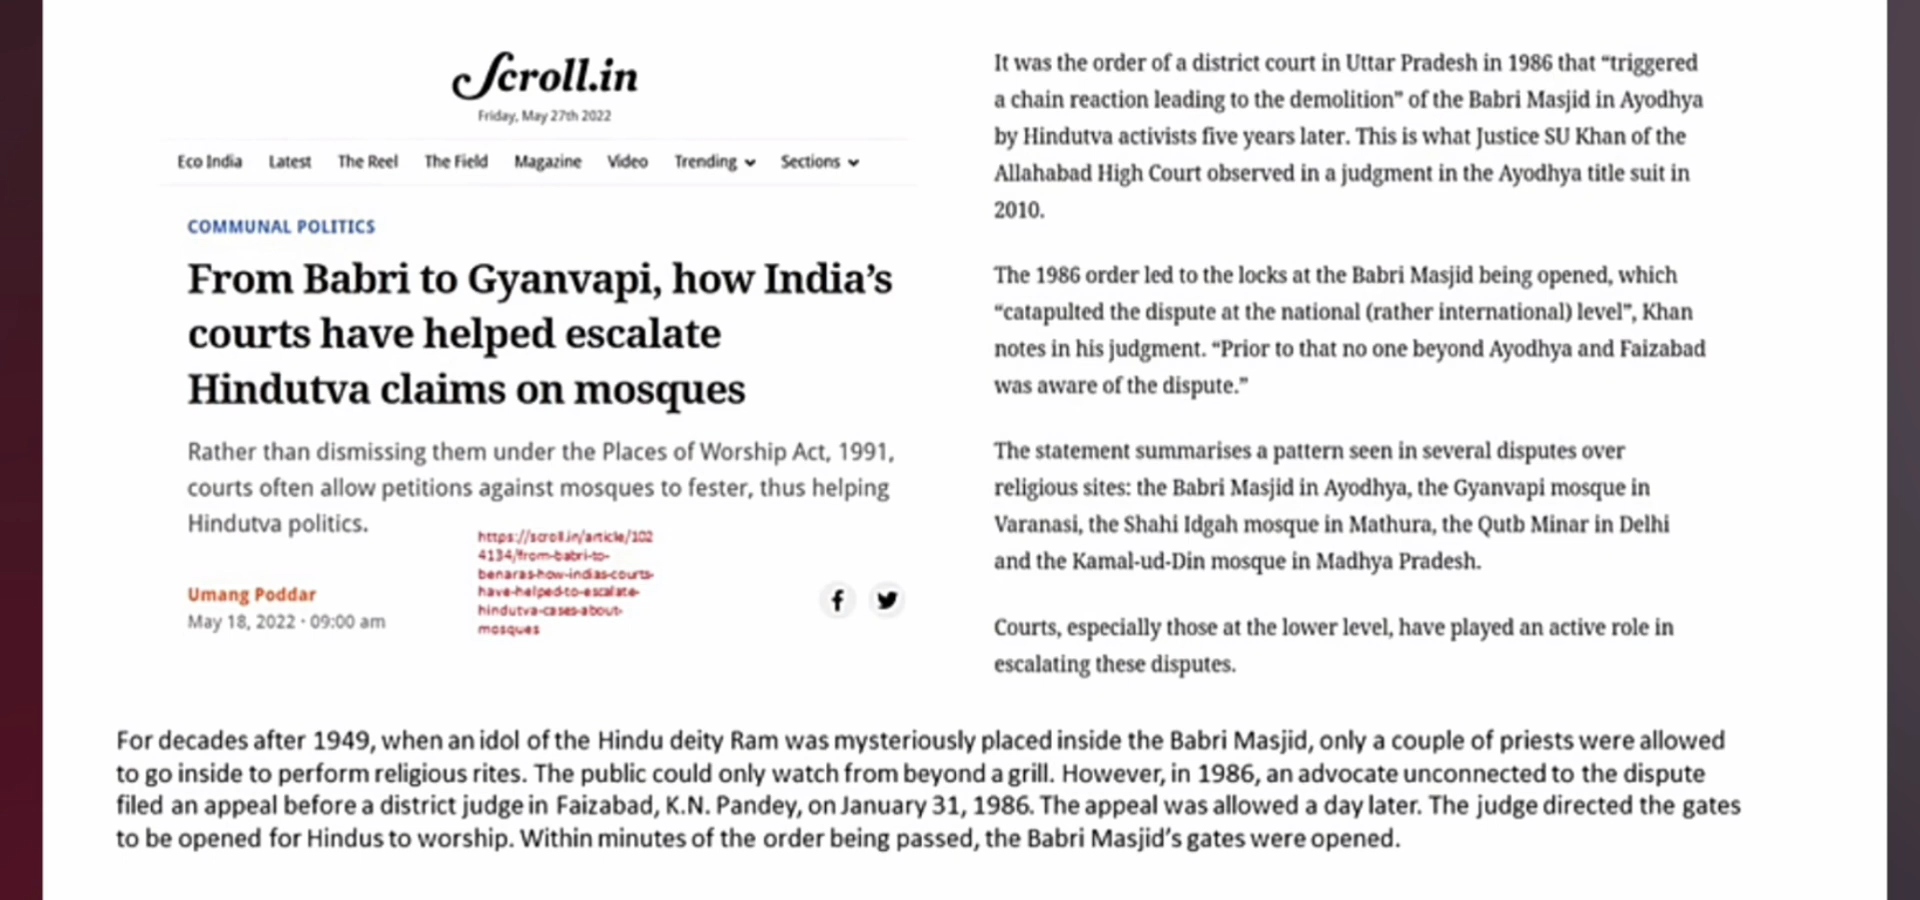 Scroll.in
Friday, May 27th 2022
Eco India Latest The Reel The Field Magazine Video Trending Sections
COMMUNAL POLITICS
From Babri to Gyanvapi, how India's
courts have helped escalate
Hindutva claims on mosques
Rather than dismissing them under the Places of Worship Act, 1991,
courts often allow petitions against mosques to fester, thus helping
Hindutva politics.
https://scroll.in/article/102
4134/from-babri-to-
benaras-how-indias-courts-
have-helped-to-escalate-
hindutva-cases-about-
mosques
Umang Poddar
May 18, 2022 · 09:00 am
It was the order of a district court in Uttar Pradesh in 1986 that “triggered
a chain reaction leading to the demolition” of the Babri Masjid in Ayodhya
by Hindutva activists five years later. This is what Justice SU Khan of the
Allahabad High Court observed in a judgment in the Ayodhya title suit in
2010.
The 1986 order led to the locks at the Babri Masjid being opened, which
“catapulted the dispute at the national (rather international) level”, Khan
notes in his judgment. “Prior to that no one beyond Ayodhya and Faizabad
was aware of the dispute.”
The statement summarises a pattern seen in several disputes over
religious sites: the Babri Masjid in Ayodhya, the Gyanvapi mosque in
Varanasi, the Shahi Idgah mosque in Mathura, the Qutb Minar in Delhi
and the Kamal-ud-Din mosque in Madhya Pradesh.
Courts, especially those at the lower level, have played an active role in
escalating these disputes.
For decades after 1949, when an idol of the Hindu deity Ram was mysteriously placed inside the Babri Masjid, only a couple of priests were allowed
to go inside to perform religious rites. The public could only watch from beyond a grill. However, in 1986, an advocate unconnected to the dispute
filed an appeal before a district judge in Faizabad, K.N. Pandey, on January 31, 1986. The appeal was allowed a day later. The judge directed the gates
to be opened for Hindus to worship. Within minutes of the order being passed, the Babri Masjid's gates were opened.